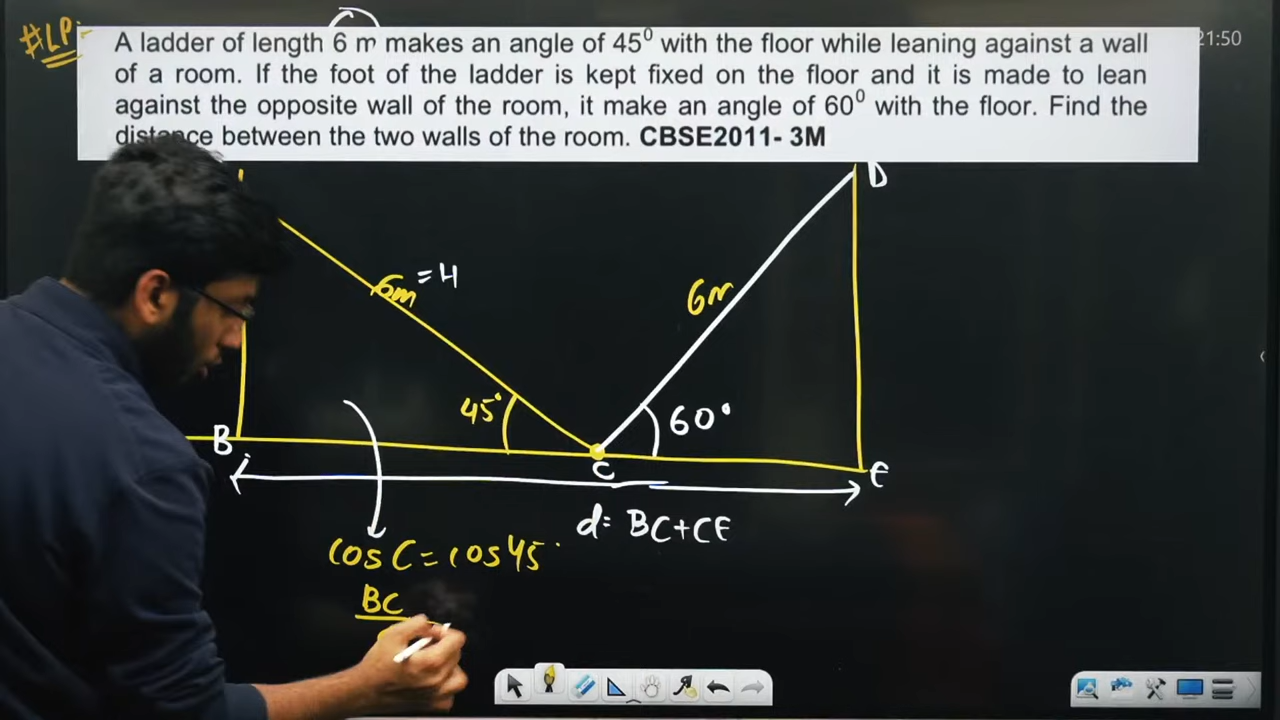 #LP:
21:50
A ladder of length 6 m makes an angle of 45⁰ with the floor while leaning against a wall
of a room. If the foot of the ladder is kept fixed on the floor and it is made to lean
against the opposite wall of the room, it make an angle of 60⁰ with the floor. Find the
distance between the two walls of the room. CBSE2011- 3M
D
6m = H
6m
45°
60°
B
C
E
d = BC+CE
cos C = cos 45°
BC